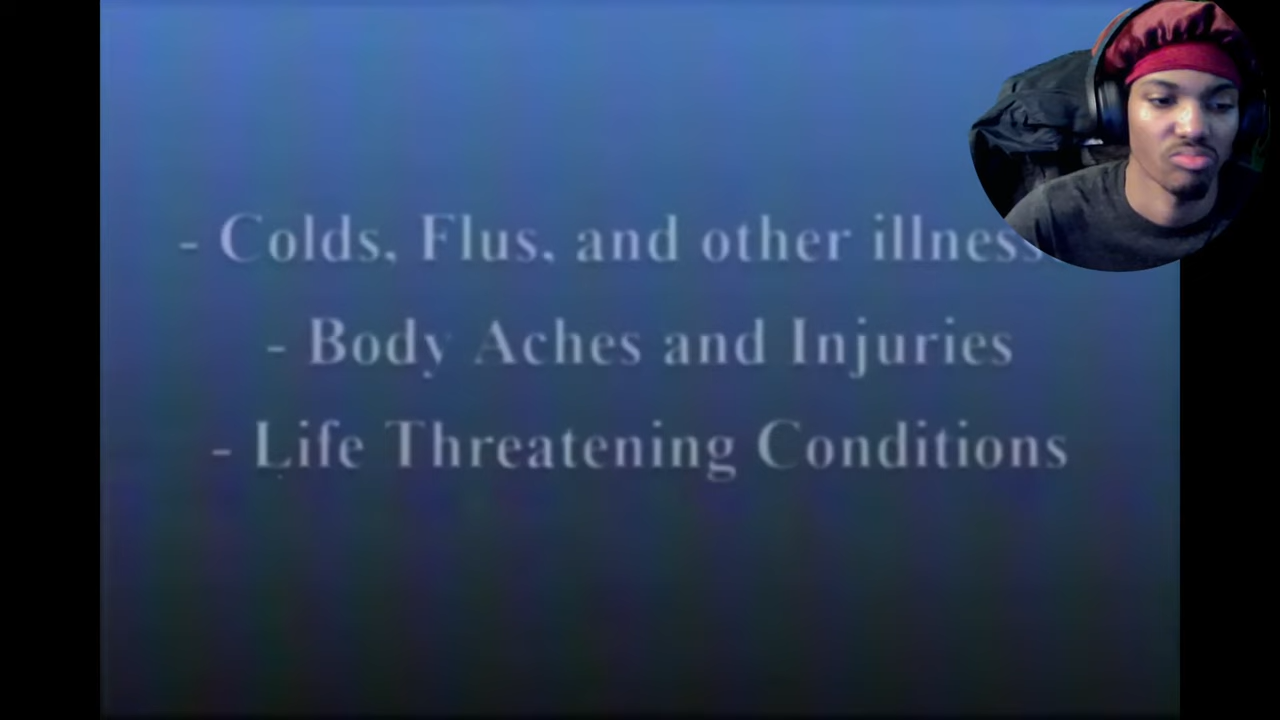 - Colds, Flus, and other illness
- Body Aches and Injuries
- Life Threatening Conditions